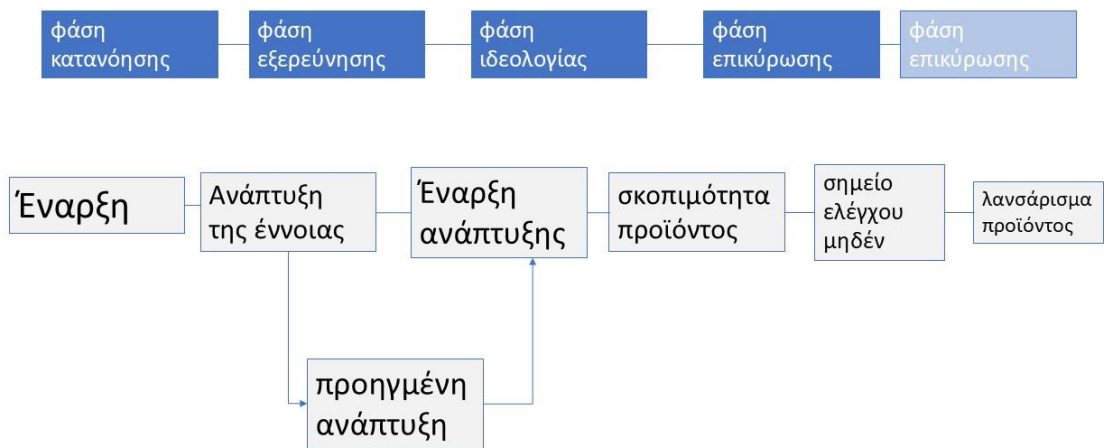 φάση
κατανόησης
φάση
εξερεύνησης
φάση
ιδεολογίας
φάση
επικύρωσης
φάση
επικύρωσης
Έναρξη
Ανάπτυξη
της έννοιας
Έναρξη
ανάπτυξης
σκοπιμότητα
προϊόντος
σημείο
ελέγχου
μηδέν
λανσάρισμα
προϊόντος
προηγμένη
ανάπτυξη